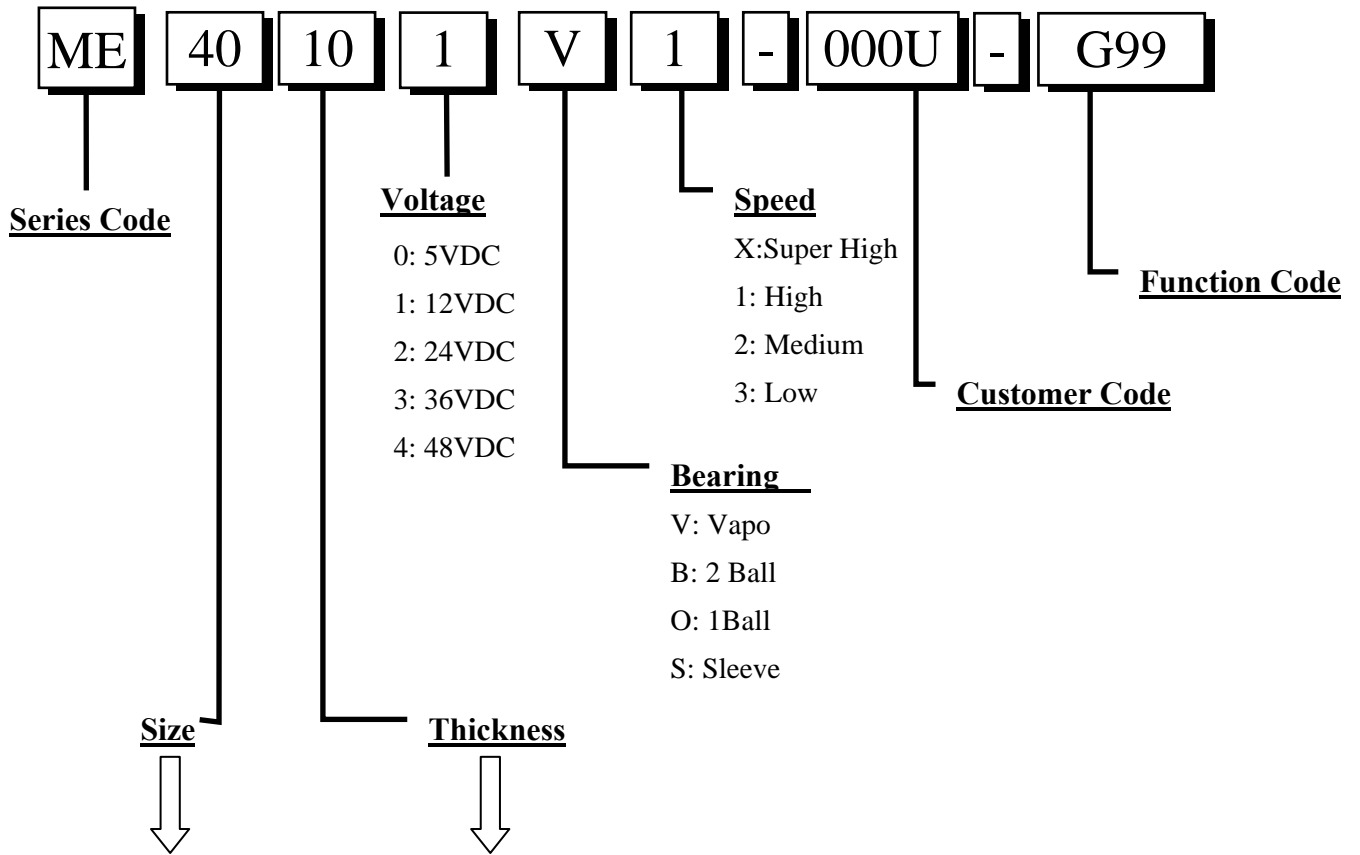 ME 40 10 1 V 1 - 000U - G99
Series Code
Voltage
0: 5VDC
1: 12VDC
2: 24VDC
3: 36VDC
4: 48VDC
Speed
X:Super High
1: High
2: Medium
3: Low
Function Code
Customer Code
Bearing
V: Vapo
B: 2 Ball
O: 1Ball
S: Sleeve
Size
Thickness